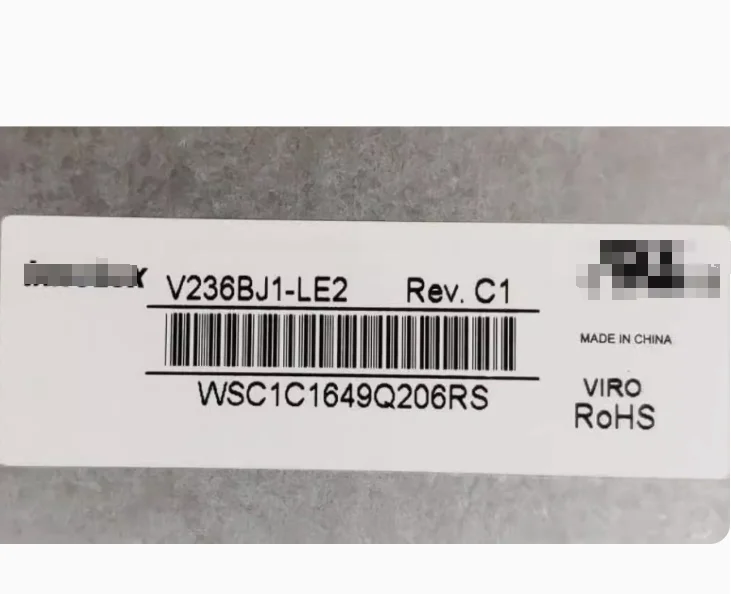 V236BJ1-LE2 Rev. C1
WSC1C1649Q206RS
MADE IN CHINA
VIRO
RoHS